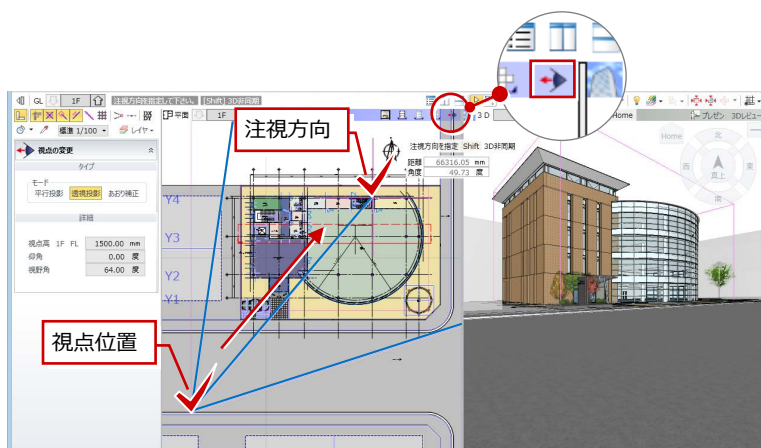 GL 1F 注視方向を指定して下さい。 [Shift] 3D非同期
標準 1/100 レイヤー
平面 1F
3 D
Home
プレゼン 3Dレビュー
視点の変更
タイプ
モード
平行投影 透視投影 あおり補正
詳細
視点高 1F FL 1500.00 mm
仰角 0.00 度
視野角 64.00 度
注視方向
注視方向を指定 Shift 3D非同期
距離 66316.05 mm
角度 49.73 度
Y4
Y3
Y2
Y1
視点位置
Home
北
西
真上
東
南